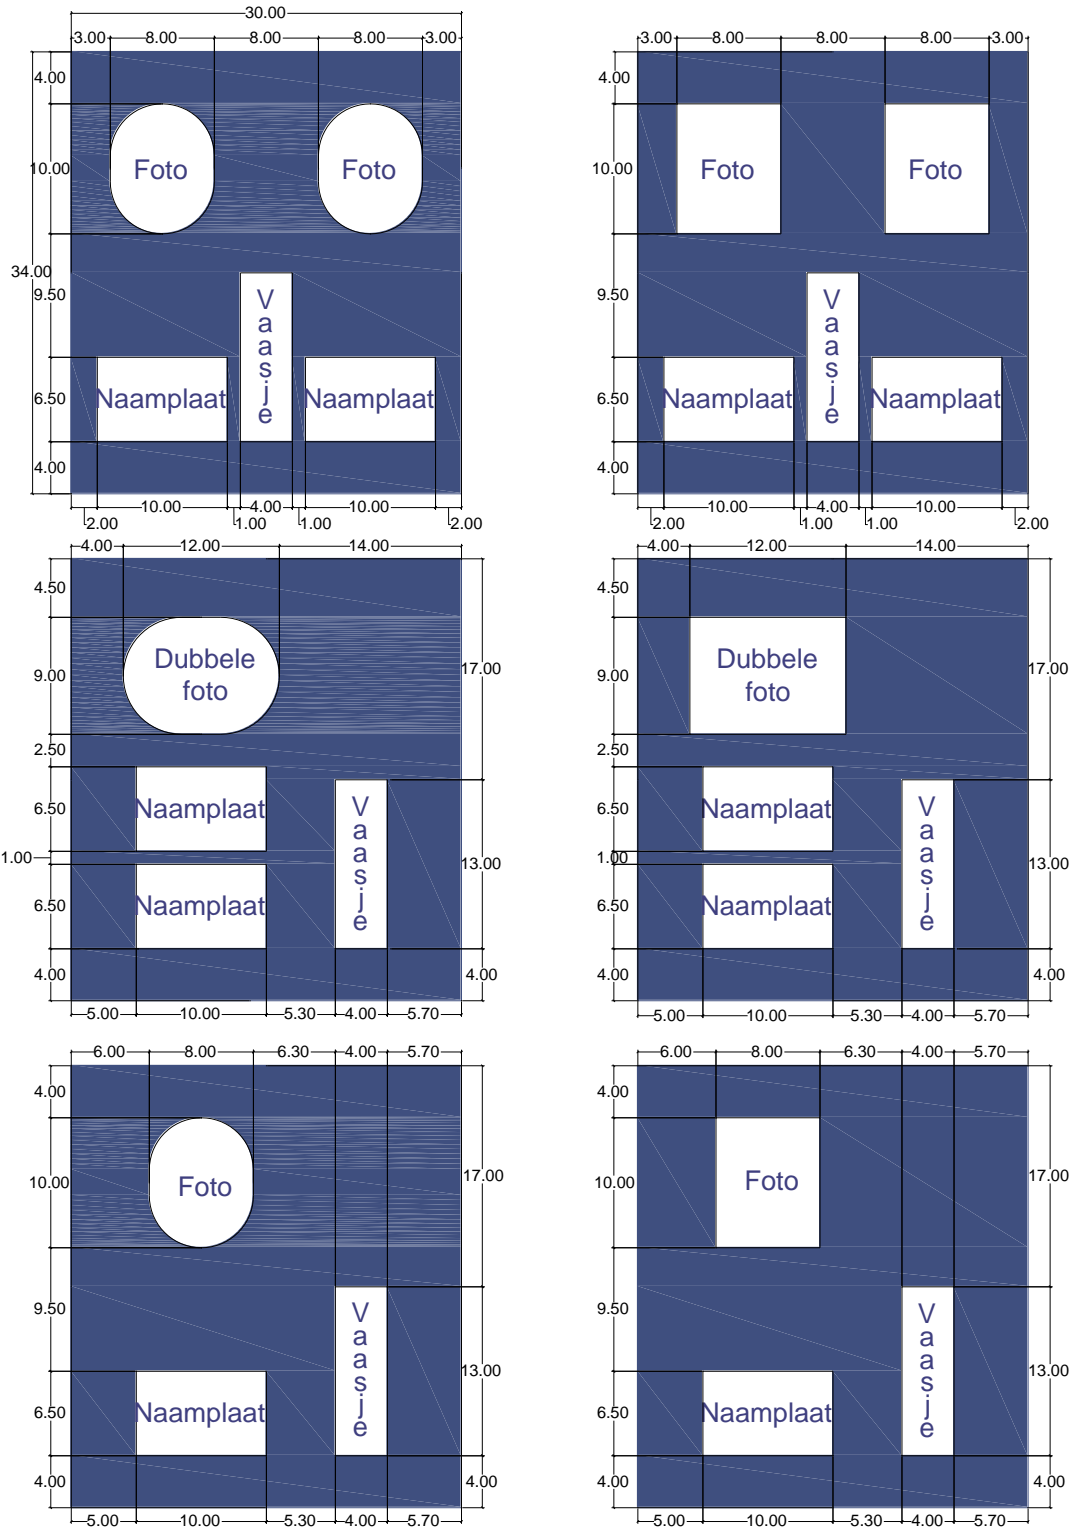 30.00
3.00 8.00 8.00 8.00 3.00
3.00 8.00 8.00 8.00 3.00
4.00
4.00
10.00 Foto Foto
10.00 Foto Foto
34.00
9.50
9.50
Vaasje
Vaasje
6.50 Naamplaat Naamplaat
6.50 Naamplaat Naamplaat
4.00
4.00
10.00 4.00 10.00
10.00 4.00 10.00
2.00 1.00 1.00 2.00
2.00 1.00 1.00 2.00
4.00 12.00 14.00
4.00 12.00 14.00
4.50
4.50
9.00 Dubbele foto 17.00
9.00 Dubbele foto 17.00
2.50
2.50
6.50 Naamplaat
6.50 Naamplaat
Vaasje
Vaasje
1.00 13.00
1.00 13.00
6.50 Naamplaat
6.50 Naamplaat
4.00 4.00
4.00 4.00
5.00 10.00 5.30 4.00 5.70
5.00 10.00 5.30 4.00 5.70
6.00 8.00 6.30 4.00 5.70
6.00 8.00 6.30 4.00 5.70
4.00
4.00
10.00 Foto 17.00
10.00 Foto 17.00
9.50
9.50
Vaasje
Vaasje
13.00
13.00
6.50 Naamplaat
6.50 Naamplaat
4.00 4.00
4.00 4.00
5.00 10.00 5.30 4.00 5.70
5.00 10.00 5.30 4.00 5.70